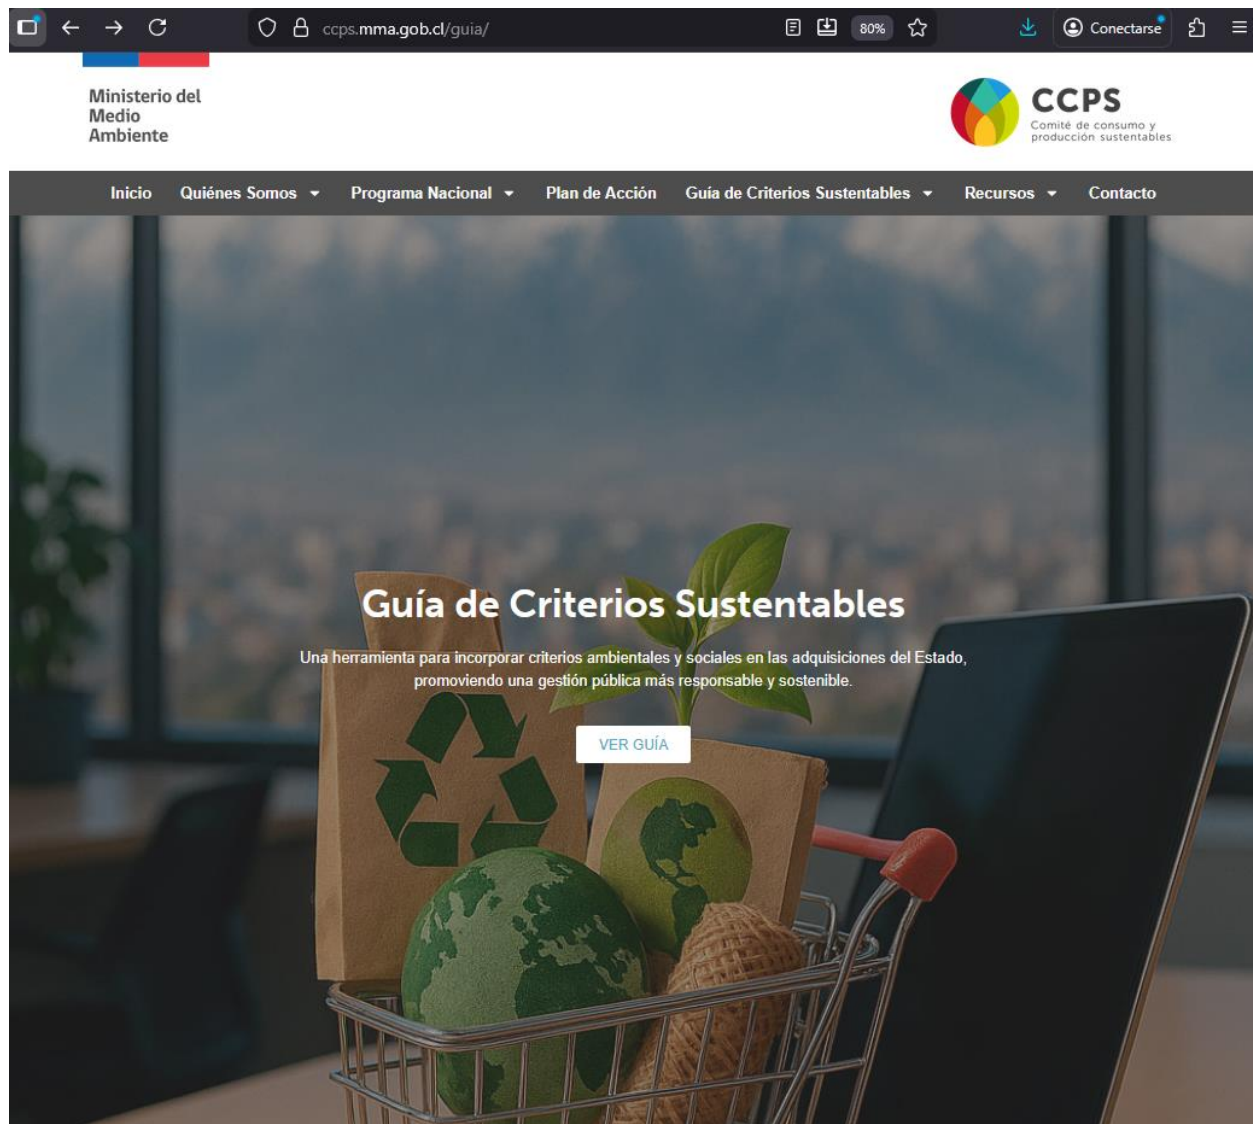 ccps.mma.gob.cl/guia/
80%
Conectarse
Ministerio del
Medio
Ambiente
CCPS
Comité de consumo y
producción sustentables
Inicio Quiénes Somos Programa Nacional Plan de Acción Guía de Criterios Sustentables Recursos Contacto
Guía de Criterios Sustentables
Una herramienta para incorporar criterios ambientales y sociales en las adquisiciones del Estado,
promoviendo una gestión pública más responsable y sostenible.
VER GUÍA